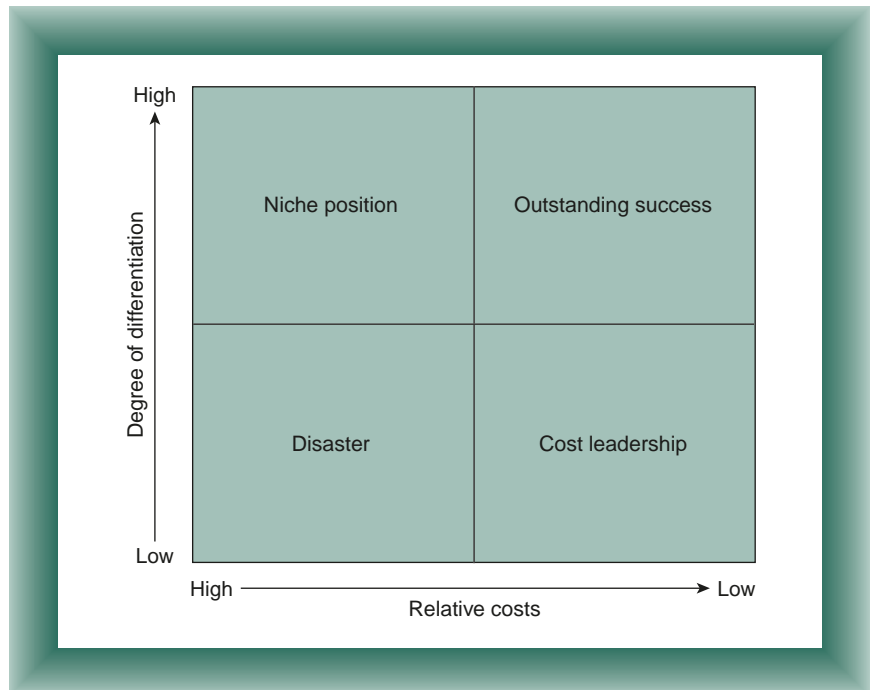 High
Niche position
Outstanding success
Degree of differentiation
Disaster
Cost leadership
Low
High
Low
Relative costs